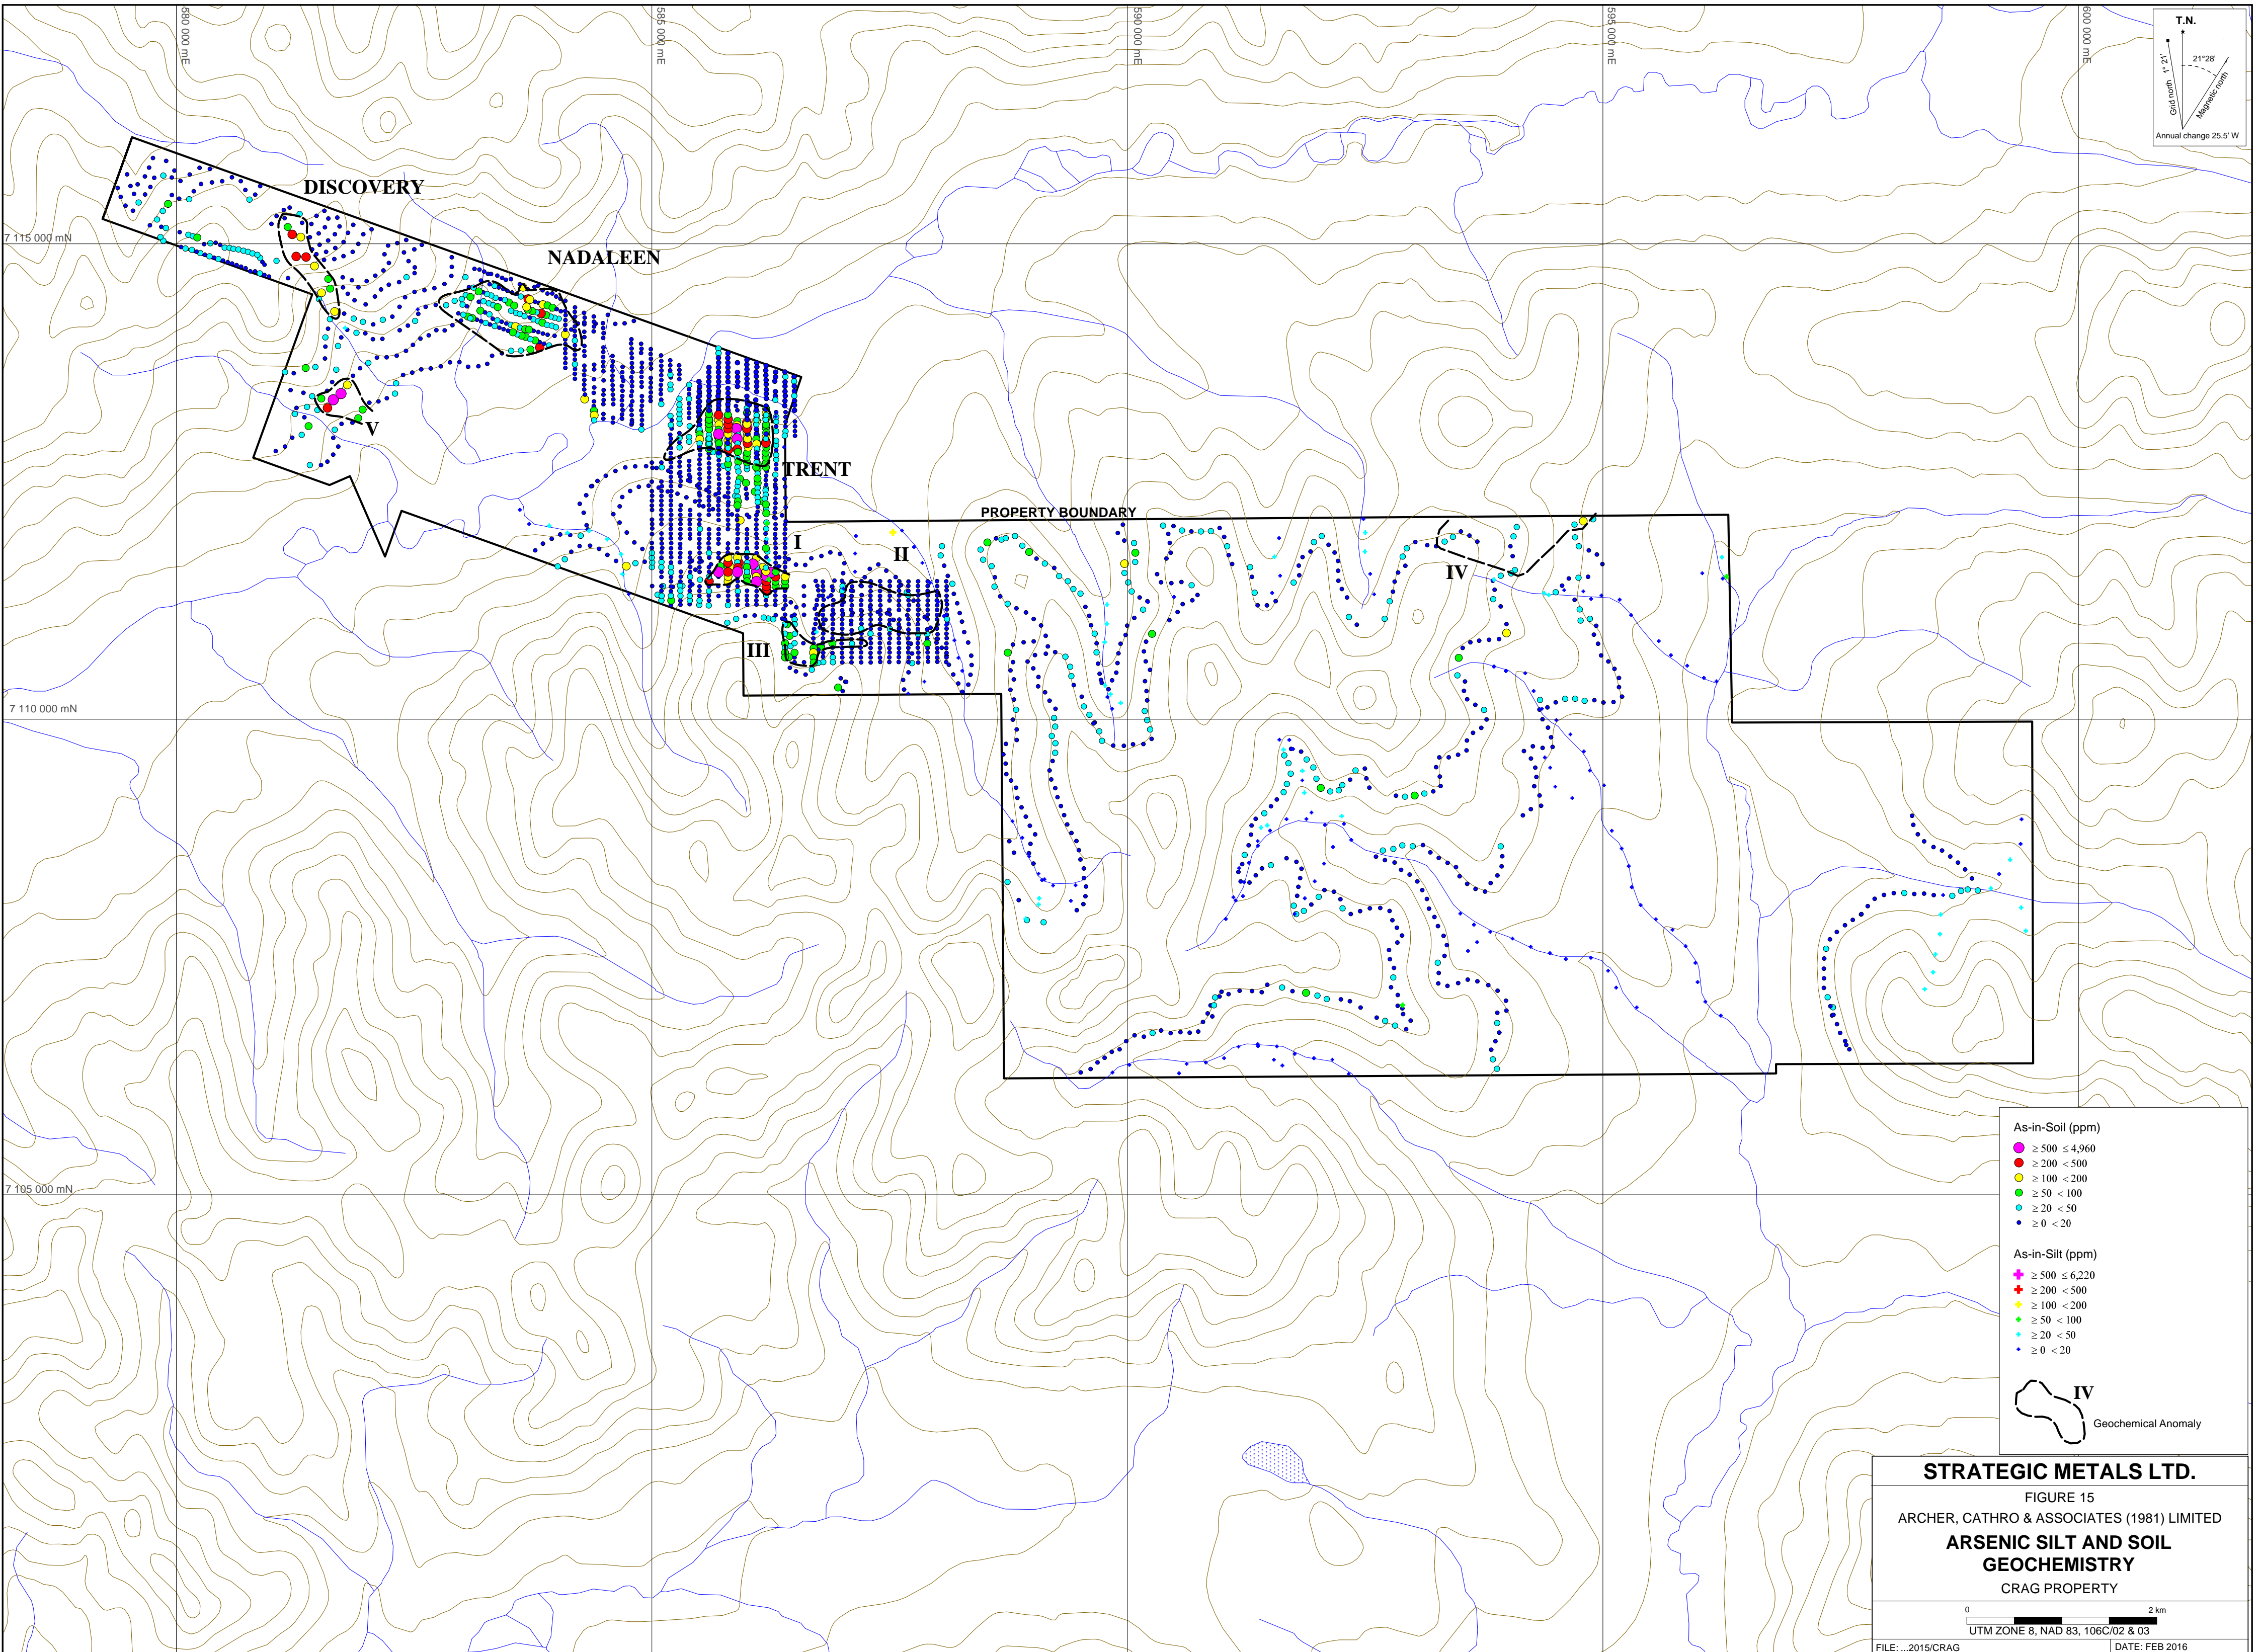 580 000 mE
585 000 mE
590 000 mE
595 000 mE
600 000 mE
T.N.
21°28'
Grid north 1° 21'
Magnetic north
Annual change 25.5' W
DISCOVERY
7 115 000 mN
NADALEEN
V
TRENT
PROPERTY BOUNDARY
I
II
IV
III
7 110 000 mN
7 105 000 mN
As-in-Soil (ppm)
≥ 500 ≤ 4,960
≥ 200 < 500
≥ 100 < 200
≥ 50 < 100
≥ 20 < 50
≥ 0 < 20
As-in-Silt (ppm)
≥ 500 ≤ 6,220
≥ 200 < 500
≥ 100 < 200
≥ 50 < 100
≥ 20 < 50
≥ 0 < 20
IV
Geochemical Anomaly
STRATEGIC METALS LTD.
FIGURE 15
ARCHER, CATHRO & ASSOCIATES (1981) LIMITED
ARSENIC SILT AND SOIL
GEOCHEMISTRY
CRAG PROPERTY
0 2 km
UTM ZONE 8, NAD 83, 106C/02 & 03
FILE: ...2015/CRAG DATE: FEB 2016